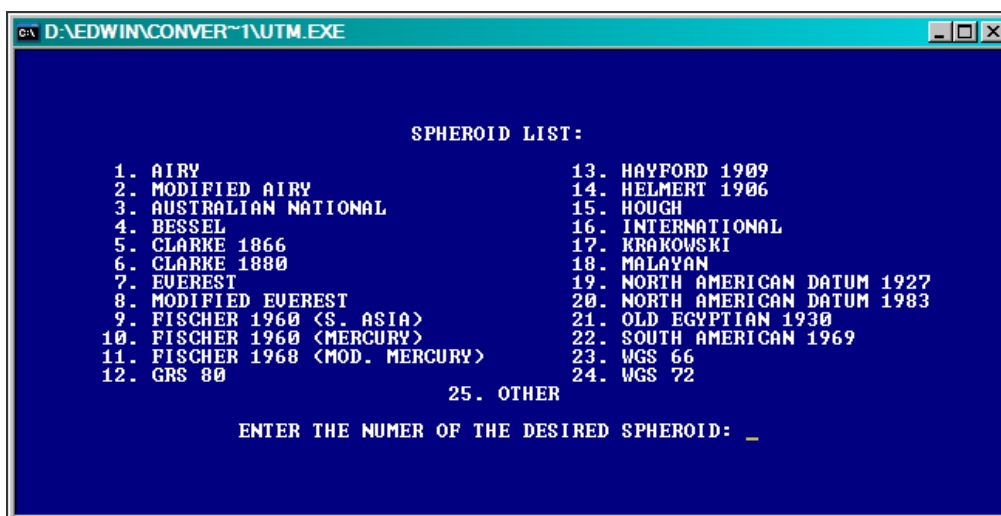 D:\EDWIN\CONVER~1\UTM.EXE
SPHEROID LIST:
1. AIRY 13. HAYFORD 1909
2. MODIFIED AIRY 14. HELMERT 1906
3. AUSTRALIAN NATIONAL 15. HOUGH
4. BESSEL 16. INTERNATIONAL
5. CLARKE 1866 17. KRAKOWSKI
6. CLARKE 1880 18. MALAYAN
7. EVEREST 19. NORTH AMERICAN DATUM 1927
8. MODIFIED EVEREST 20. NORTH AMERICAN DATUM 1983
9. FISCHER 1960 (S. ASIA) 21. OLD EGYPTIAN 1930
10. FISCHER 1960 (MERCURY) 22. SOUTH AMERICAN 1969
11. FISCHER 1968 (MOD. MERCURY) 23. WGS 66
12. GRS 80 24. WGS 72
25. OTHER
ENTER THE NUMER OF THE DESIRED SPHEROID: _